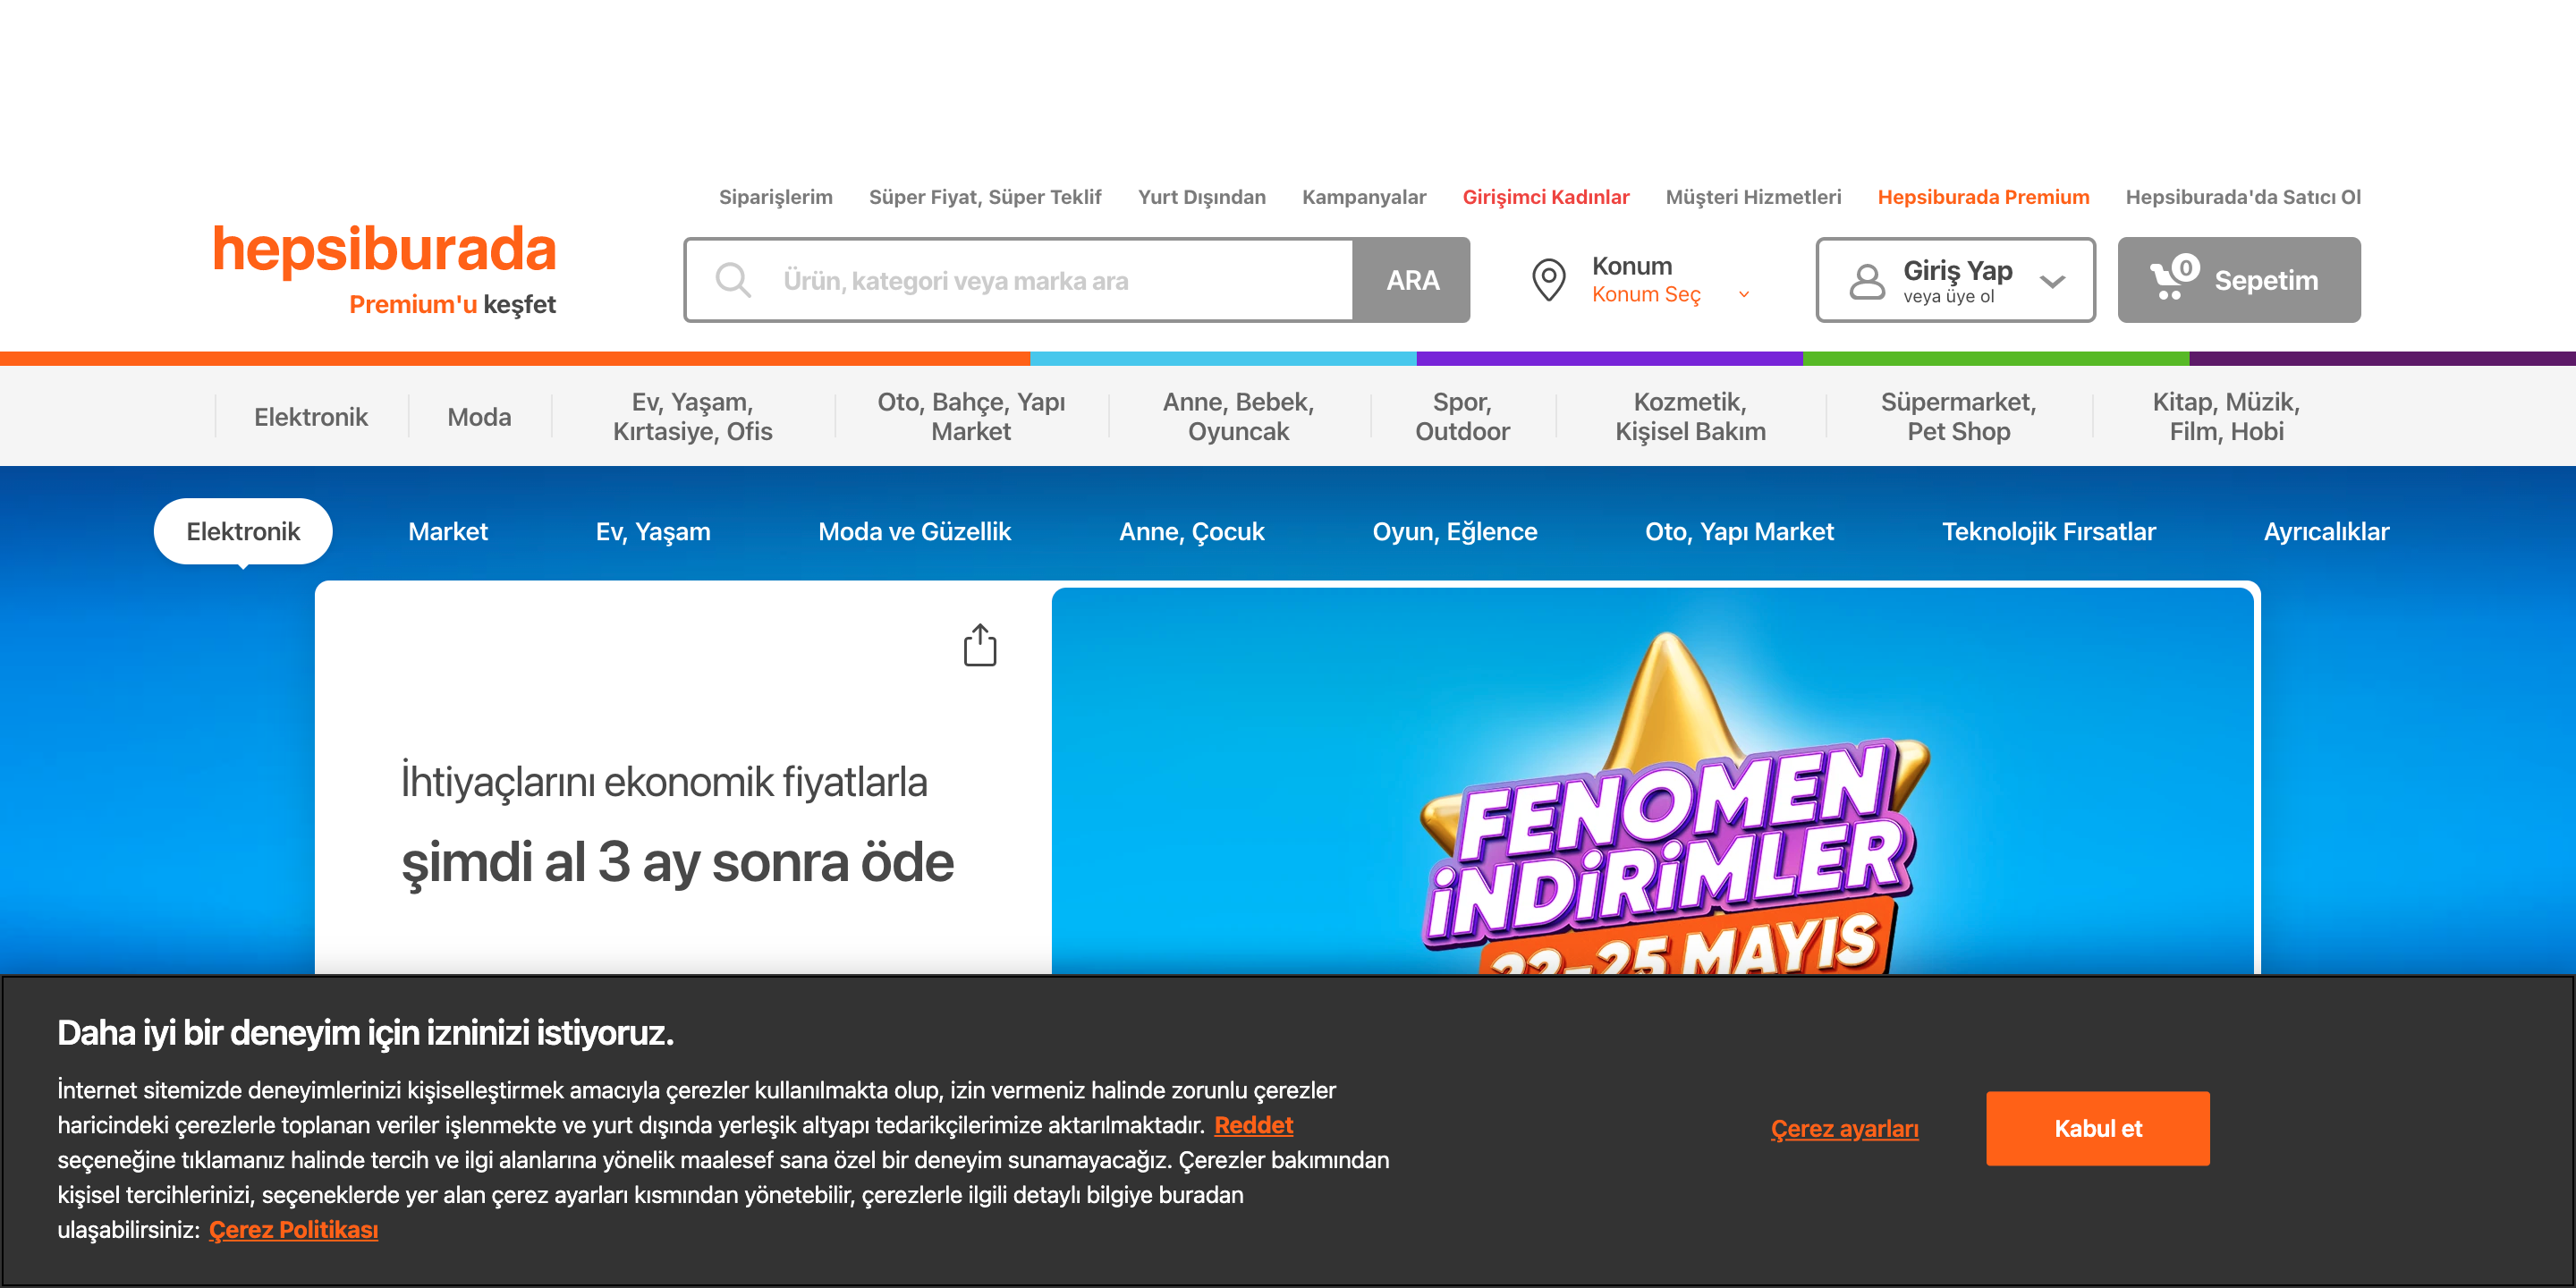 Siparişlerim Süper Fiyat, Süper Teklif Yurt Dışından Kampanyalar Girişimci Kadınlar Müşteri Hizmetleri Hepsiburada Premium Hepsiburada'da Satıcı Ol
hepsiburada
Premium'u keşfet
Ürün, kategori veya marka ara
ARA
Konum
Konum Seç
Giriş Yap
veya üye ol
0
Sepetim
Elektronik
Moda
Ev, Yaşam,
Kırtasiye, Ofis
Oto, Bahçe, Yapı
Market
Anne, Bebek,
Oyuncak
Spor,
Outdoor
Kozmetik,
Kişisel Bakım
Süpermarket,
Pet Shop
Kitap, Müzik,
Film, Hobi
Elektronik Market Ev, Yaşam Moda ve Güzellik Anne, Çocuk Oyun, Eğlence Oto, Yapı Market Teknolojik Fırsatlar Ayrıcalıklar
İhtiyaçlarını ekonomik fiyatlarla
şimdi al 3 ay sonra öde
FENOMEN
İNDİRİMLER
22-25 MAYIS
Daha iyi bir deneyim için izninizi istiyoruz.
İnternet sitemizde deneyimlerinizi kişiselleştirmek amacıyla çerezler kullanılmakta olup, izin vermeniz halinde zorunlu çerezler
haricindeki çerezlerle toplanan veriler işlenmekte ve yurt dışında yerleşik altyapı tedarikçilerimize aktarılmaktadır. Reddet
seçeneğine tıklamanız halinde tercih ve ilgi alanlarına yönelik maalesef sana özel bir deneyim sunamayacağız. Çerezler bakımından
kişisel tercihlerinizi, seçeneklerde yer alan çerez ayarları kısmından yönetebilir, çerezlerle ilgili detaylı bilgiye buradan
ulaşabilirsiniz: Çerez Politikası
Çerez ayarları
Kabul et